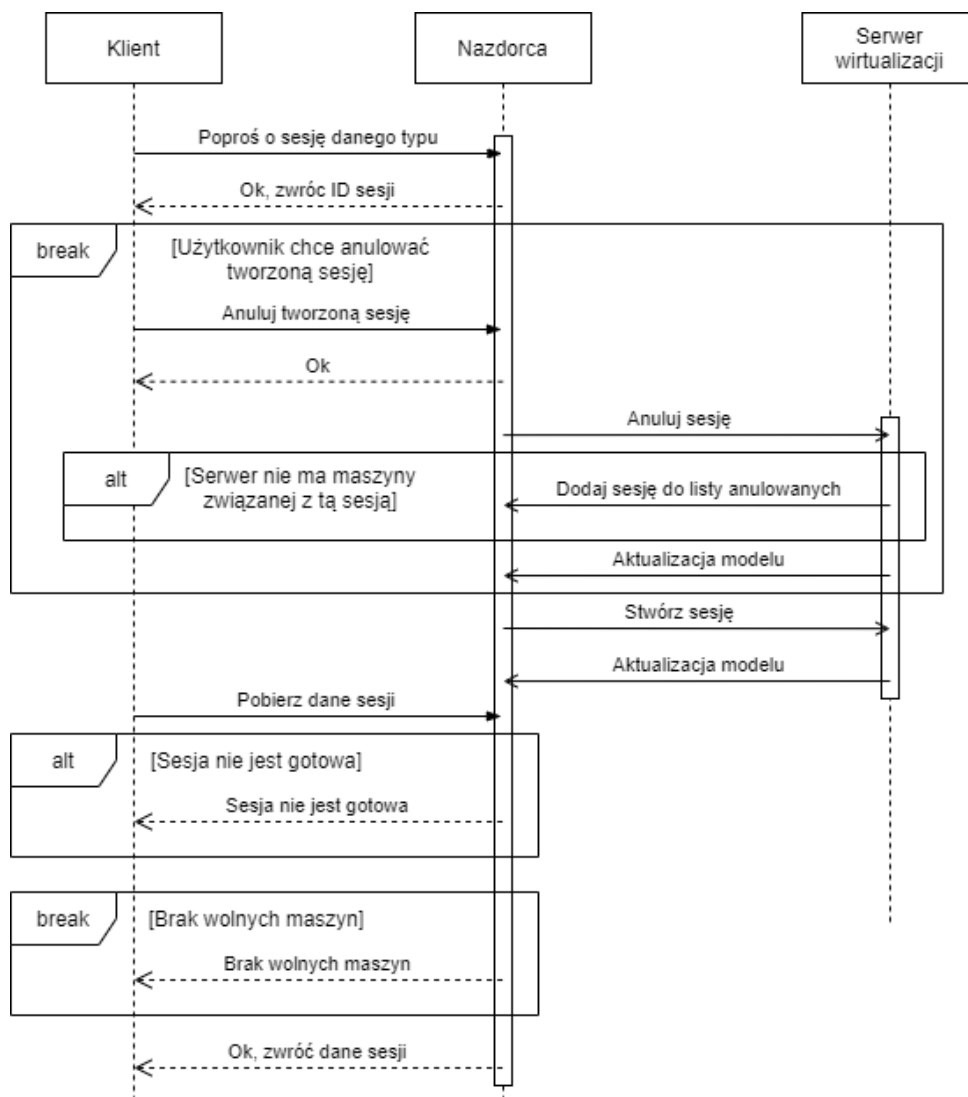 Klient
Nazdorca
Serwer
wirtualizacji
Poproś o sesję danego typu
Ok, zwróc ID sesji
break
[Użytkownik chce anulować
tworzoną sesję]
Anuluj tworzoną sesję
Ok
Anuluj sesję
alt
[Serwer nie ma maszyny
związanej z tą sesją]
Dodaj sesję do listy anulowanych
Aktualizacja modelu
Stwórz sesję
Aktualizacja modelu
Pobierz dane sesji
alt
[Sesja nie jest gotowa]
Sesja nie jest gotowa
break
[Brak wolnych maszyn]
Brak wolnych maszyn
Ok, zwróć dane sesji